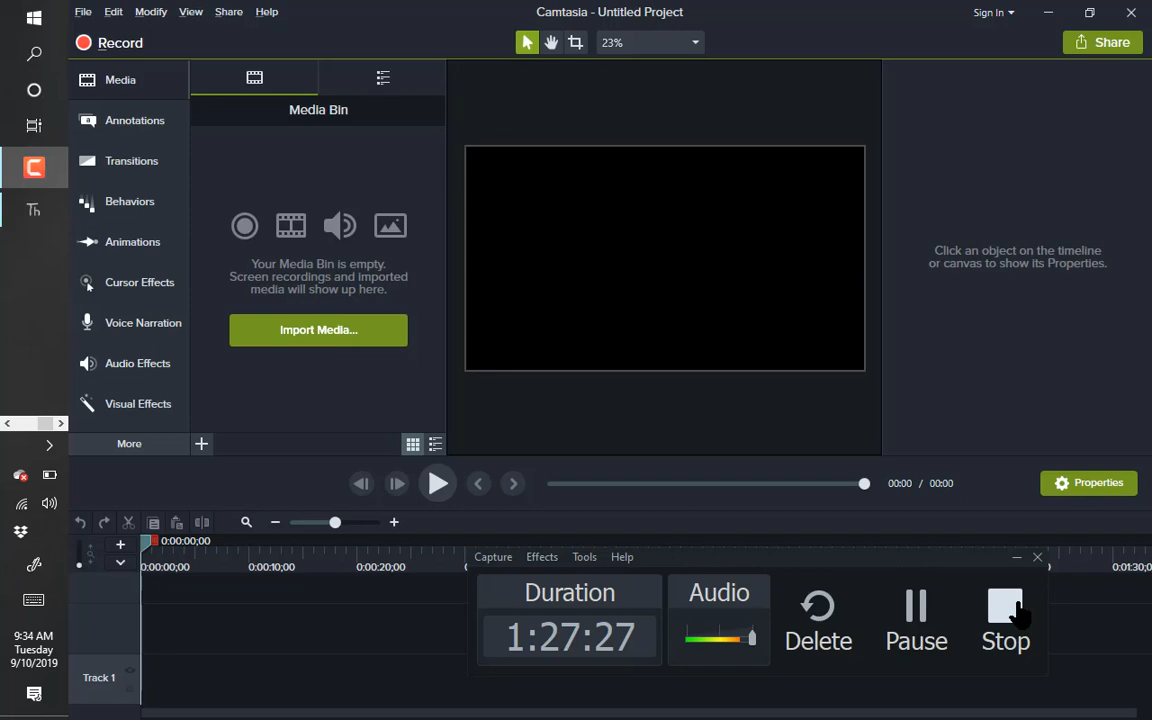 File Edit Modify View Share Help
Camtasia - Untitled Project
Sign In
Record
23%
Share
Media
Annotations
Transitions
Behaviors
Animations
Cursor Effects
Voice Narration
Audio Effects
Visual Effects
More
Media Bin
Your Media Bin is empty.
Screen recordings and Imported
media will show up here.
Import Media...
Click an object on the timeline
or canvas to show its Properties.
00:00 / 00:00
Properties
0:00:00;00
0:00:00;00 0:00:10;00 0:00:20;00 0:01:30;0
Track 1
Capture Effects Tools Help
Duration
1:27:27
Audio
Delete
Pause
Stop
Th
9:34 AM
Tuesday
9/10/2019